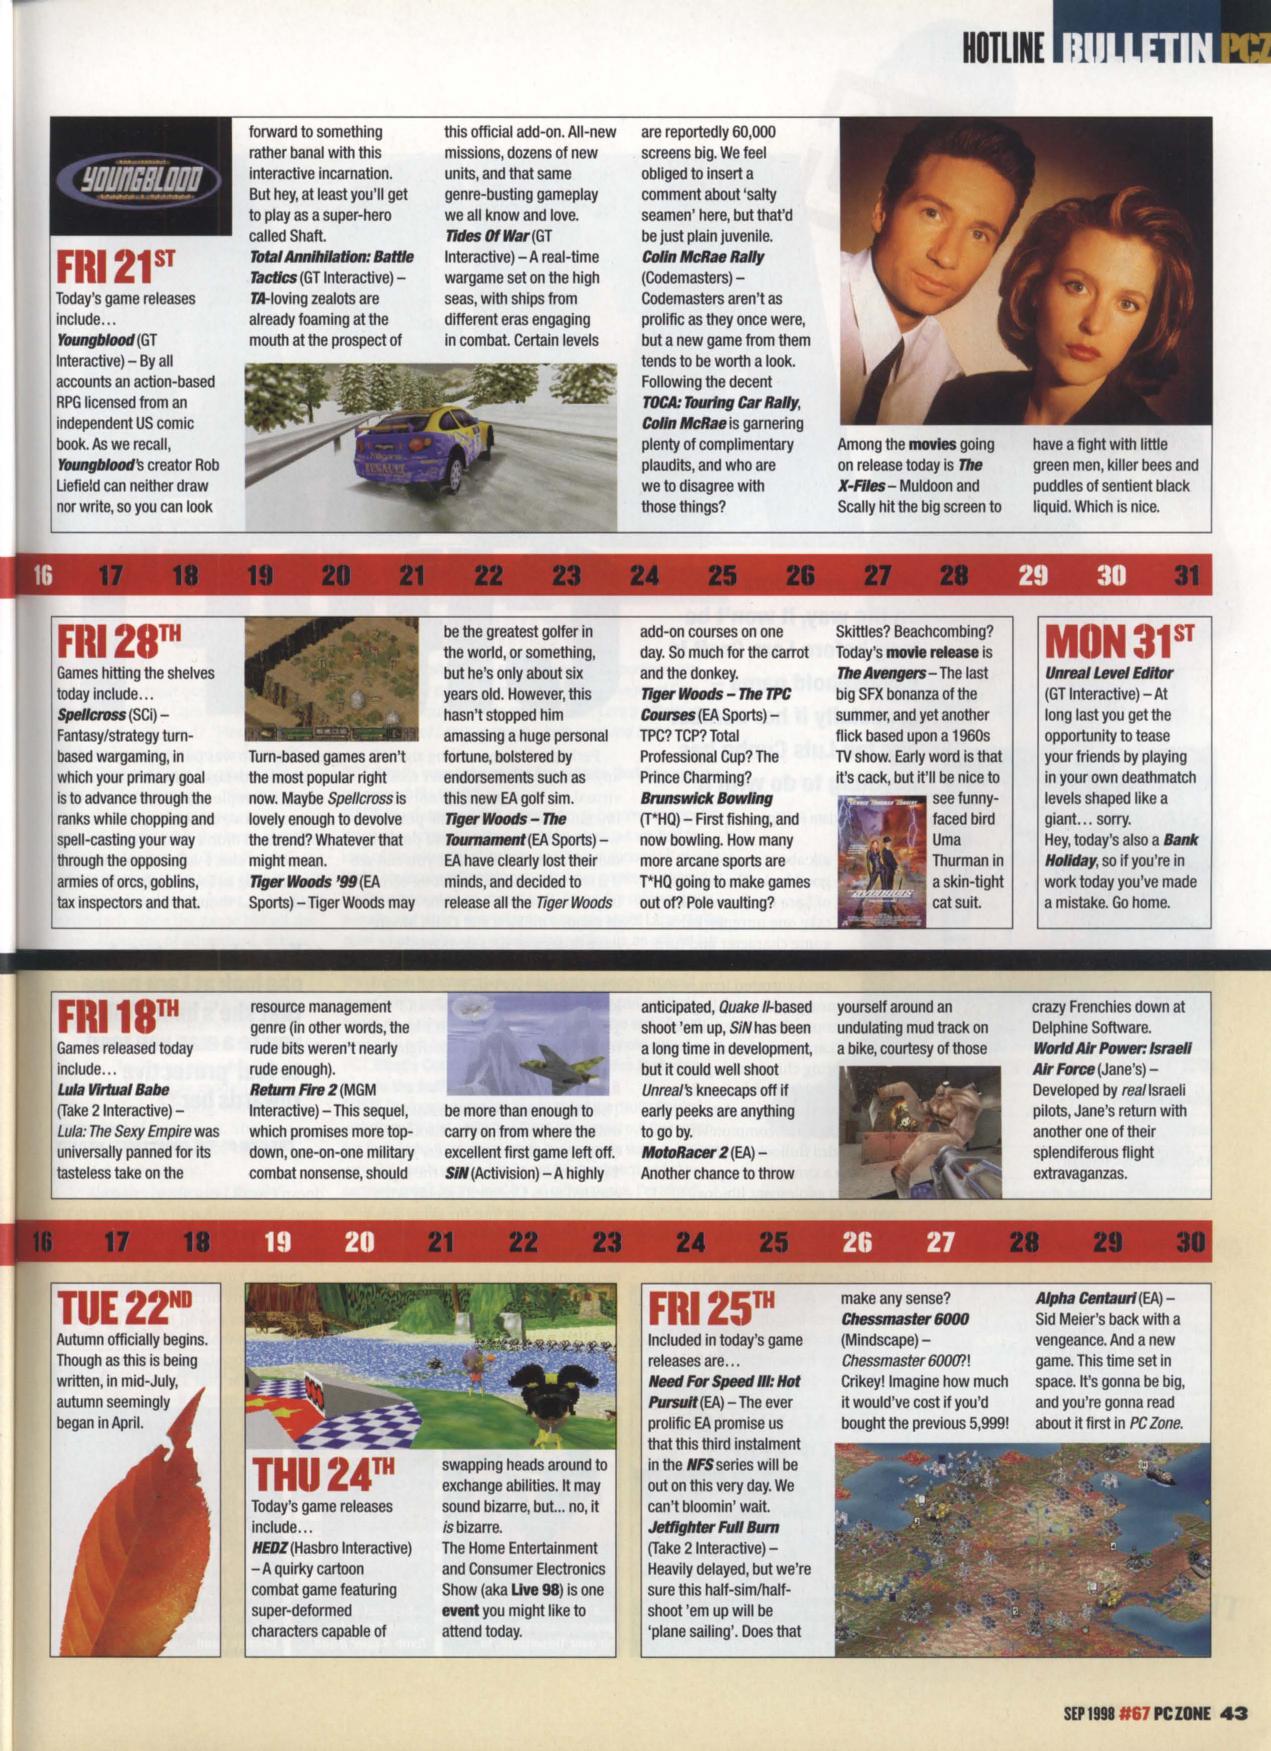 HOTLINE BULLETIN PCZ
YOUNGBLOOD
FRI 21ST
Today's game releases
include...
Youngblood (GT
Interactive) – By all
accounts an action-based
RPG licensed from an
independent US comic
book. As we recall,
Youngblood's creator Rob
Liefield can neither draw
nor write, so you can look
forward to something
rather banal with this
interactive incarnation.
But hey, at least you'll get
to play as a super-hero
called Shaft.
Total Annihilation: Battle
Tactics (GT Interactive) –
TA-loving zealots are
already foaming at the
mouth at the prospect of
this official add-on. All-new
missions, dozens of new
units, and that same
genre-busting gameplay
we all know and love.
Tides Of War (GT
Interactive) – A real-time
wargame set on the high
seas, with ships from
different eras engaging
in combat. Certain levels
are reportedly 60,000
screens big. We feel
obliged to insert a
comment about 'salty
seamen' here, but that'd
be just plain juvenile.
Colin McRae Rally
(Codemasters) –
Codemasters aren't as
prolific as they once were,
but a new game from them
tends to be worth a look.
Following the decent
TOCA: Touring Car Rally,
Colin McRae is garnering
plenty of complimentary
plaudits, and who are
we to disagree with
those things?
RENAULT
Among the movies going
on release today is The
X-Files – Muldoon and
Scally hit the big screen to
have a fight with little
green men, killer bees and
puddles of sentient black
liquid. Which is nice.
16 17 18 19 20 21 22 23 24 25 26 27 28 29 30 31
FRI 28TH
Games hitting the shelves
today include...
Spellcross (SCi) –
Fantasy/strategy turn-
based wargaming, in
which your primary goal
is to advance through the
ranks while chopping and
spell-casting your way
through the opposing
armies of orcs, goblins,
tax inspectors and that.
Turn-based games aren't
the most popular right
now. Maybe Spellcross is
lovely enough to devolve
the trend? Whatever that
might mean.
Tiger Woods '99 (EA
Sports) – Tiger Woods may
be the greatest golfer in
the world, or something,
but he's only about six
years old. However, this
hasn't stopped him
amassing a huge personal
fortune, bolstered by
endorsements such as
this new EA golf sim.
Tiger Woods – The
Tournament (EA Sports) –
EA have clearly lost their
minds, and decided to
release all the Tiger Woods
add-on courses on one
day. So much for the carrot
and the donkey.
Tiger Woods – The TPC
Courses (EA Sports) –
TPC? TCP? Total
Professional Cup? The
Prince Charming?
Brunswick Bowling
(T*HQ) – First fishing, and
now bowling. How many
more arcane sports are
T*HQ going to make games
out of? Pole vaulting?
Skittles? Beachcombing?
Today's movie release is
The Avengers – The last
big SFX bonanza of the
summer, and yet another
flick based upon a 1960s
TV show. Early word is that
it's cack, but it'll be nice to
see funny-
faced bird
Uma
Thurman in
a skin-tight
cat suit.
MON 31ST
Unreal Level Editor
(GT Interactive) – At
long last you get the
opportunity to tease
your friends by playing
in your own deathmatch
levels shaped like a
giant... sorry.
Hey, today's also a Bank
Holiday, so if you're in
work today you've made
a mistake. Go home.
FRI 18TH
Games released today
include...
Lula Virtual Babe
(Take 2 Interactive) –
Lula: The Sexy Empire was
universally panned for its
tasteless take on the
resource management
genre (in other words, the
rude bits weren't nearly
rude enough).
Return Fire 2 (MGM
Interactive) – This sequel,
which promises more top-
down, one-on-one military
combat nonsense, should
be more than enough to
carry on from where the
excellent first game left off.
SiN (Activision) – A highly
anticipated, Quake II-based
shoot 'em up, SiN has been
a long time in development,
but it could well shoot
Unreal's kneecaps off if
early peeks are anything
to go by.
MotoRacer 2 (EA) –
Another chance to throw
yourself around an
undulating mud track on
a bike, courtesy of those
crazy Frenchies down at
Delphine Software.
World Air Power: Israeli
Air Force (Jane's) –
Developed by real Israeli
pilots, Jane's return with
another one of their
splendiferous flight
extravaganzas.
16 17 18 19 20 21 22 23 24 25 26 27 28 29 30
TUE 22ND
Autumn officially begins.
Though as this is being
written, in mid-July,
autumn seemingly
began in April.
THU 24TH
Today's game releases
include...
HEDZ (Hasbro Interactive)
– A quirky cartoon
combat game featuring
super-deformed
characters capable of
swapping heads around to
exchange abilities. It may
sound bizarre, but... no, it
is bizarre.
The Home Entertainment
and Consumer Electronics
Show (aka Live 98) is one
event you might like to
attend today.
FRI 25TH
Included in today's game
releases are...
Need For Speed III: Hot
Pursuit (EA) – The ever
prolific EA promise us
that this third instalment
in the NFS series will be
out on this very day. We
can't bloomin' wait.
Jetfighter Full Burn
(Take 2 Interactive) –
Heavily delayed, but we're
sure this half-sim/half-
shoot 'em up will be
'plane sailing'. Does that
make any sense?
Chessmaster 6000
(Mindscape) –
Chessmaster 6000?!
Crikey! Imagine how much
it would've cost if you'd
bought the previous 5,999!
Alpha Centauri (EA) –
Sid Meier's back with a
vengeance. And a new
game. This time set in
space. It's gonna be big,
and you're gonna read
about it first in PC Zone.
SEP 1998 #67 PC ZONE 43